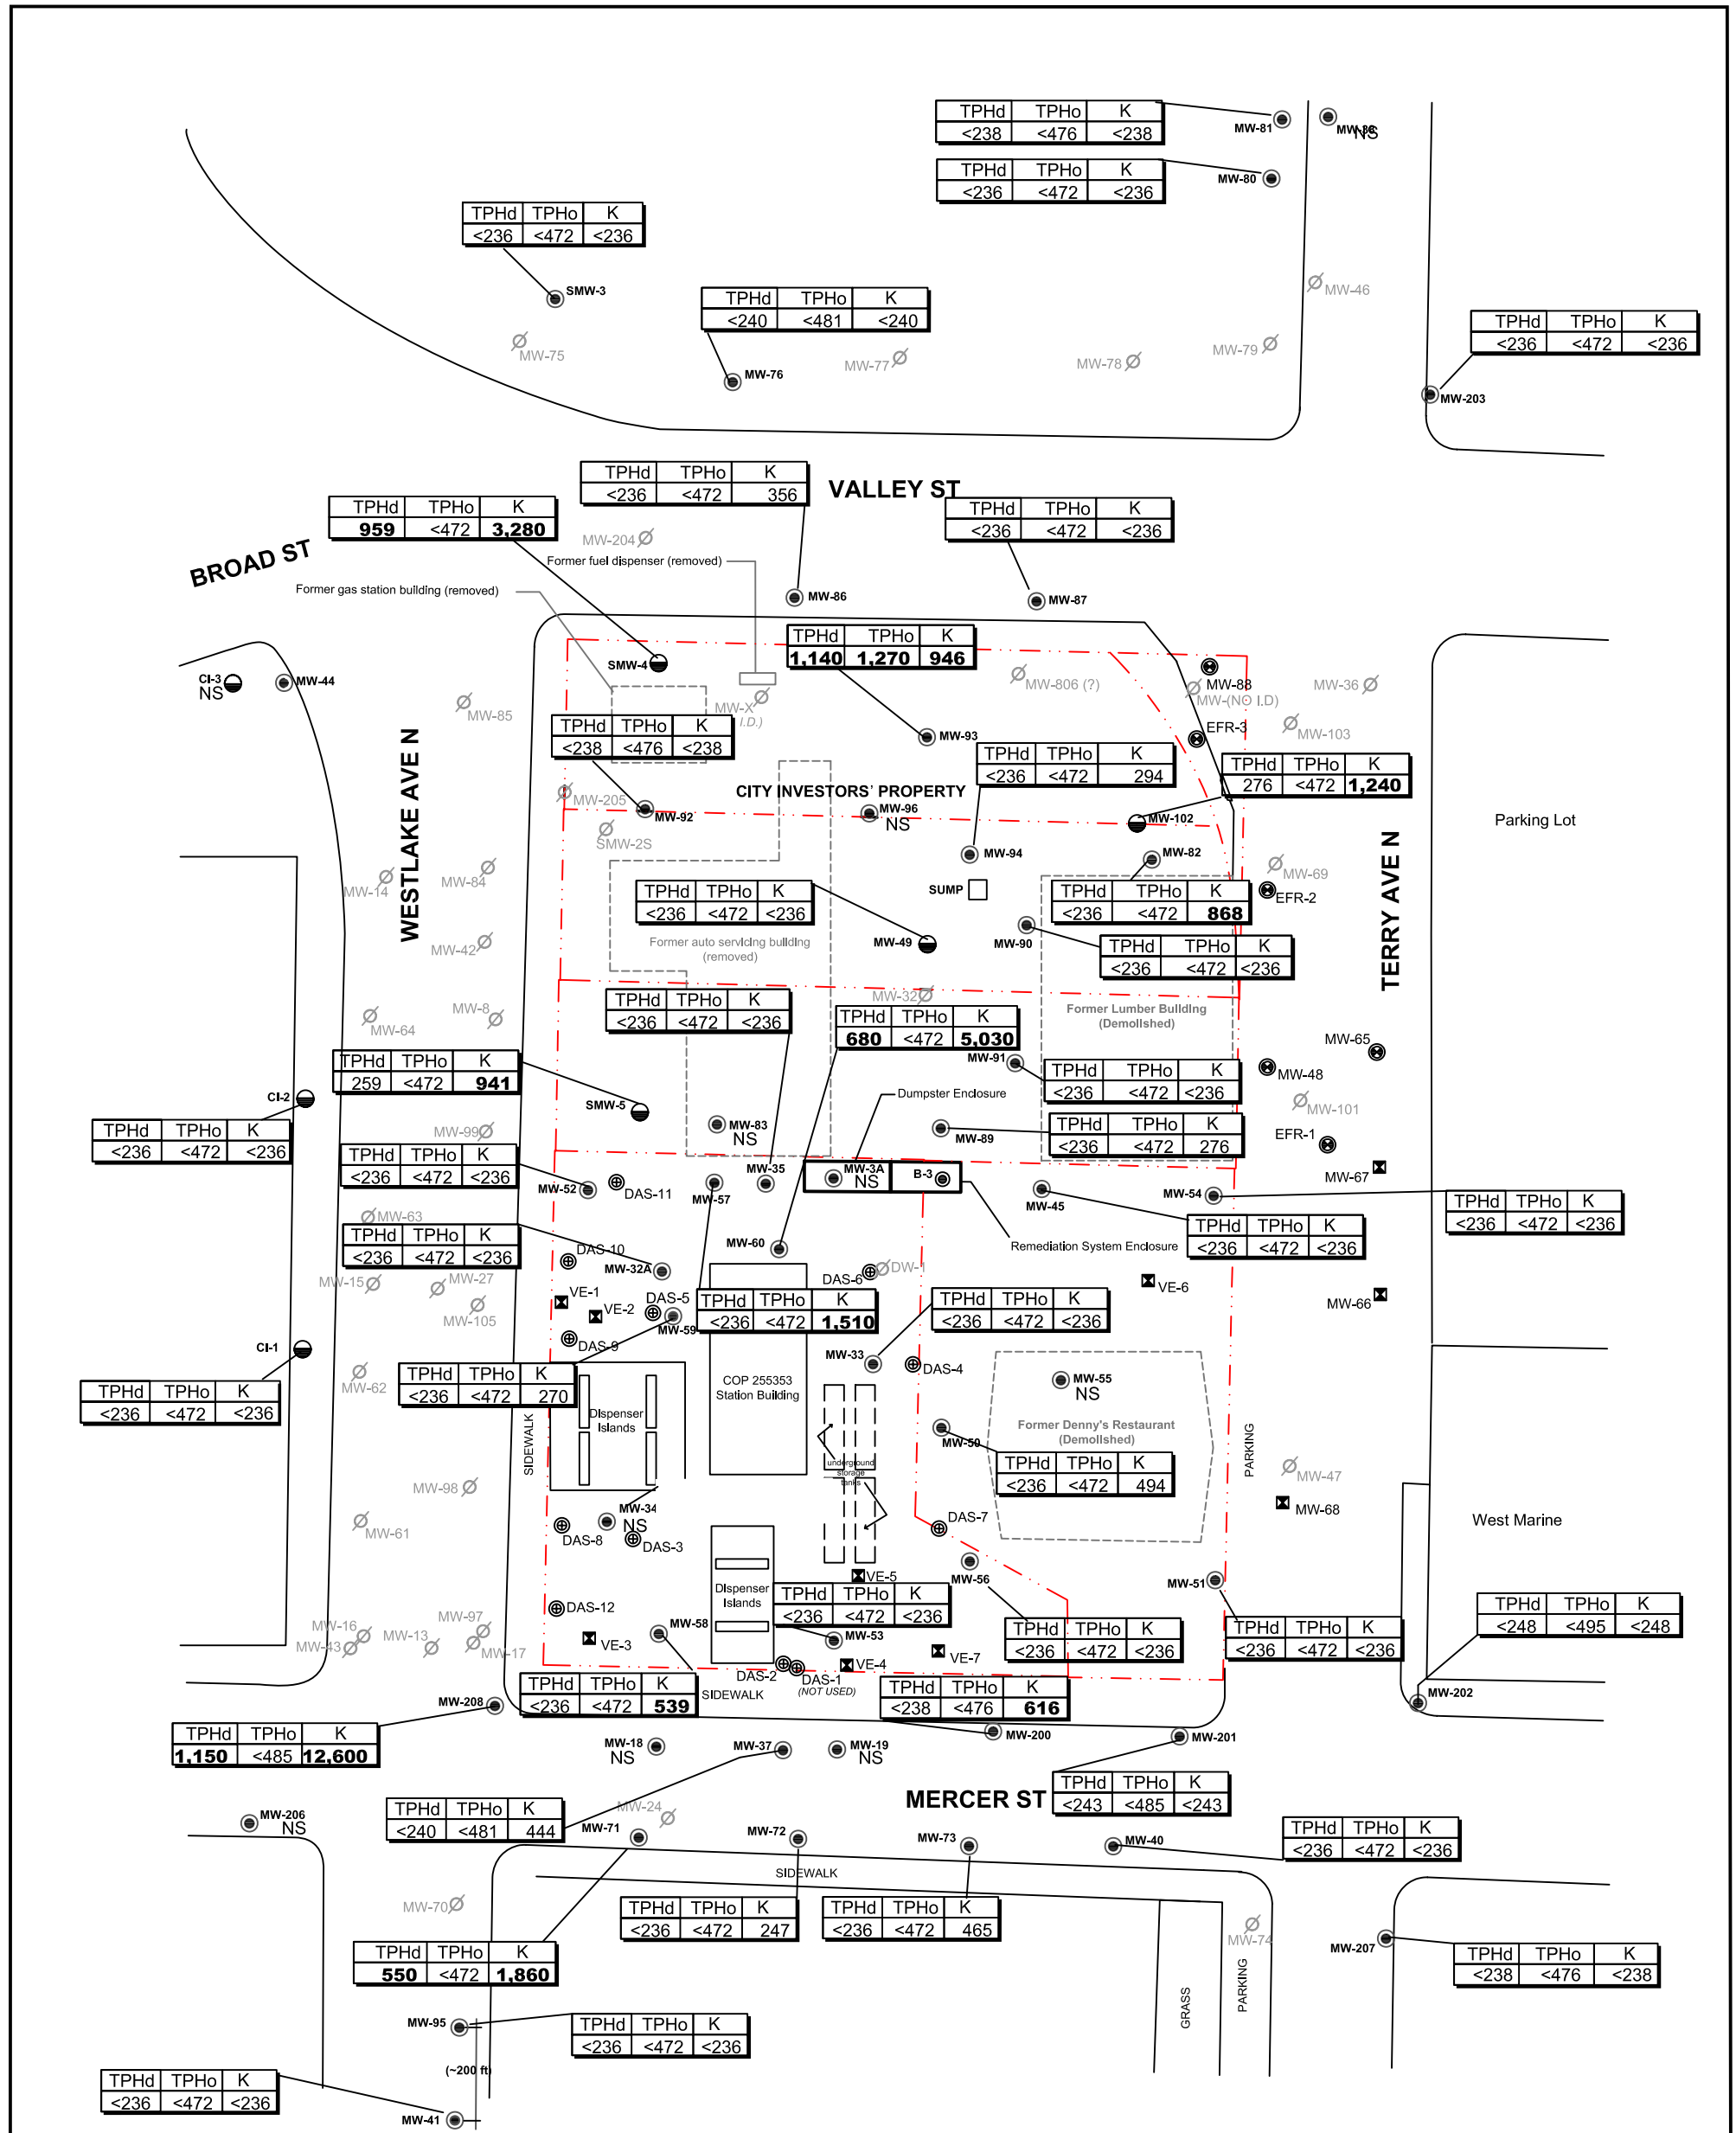 TPHd TPHo K
<238 <476 <238
MW-81
MW-38
NS
TPHd TPHo K
<236 <472 <236
MW-80
TPHd TPHo K
<236 <472 <236
SMW-3
MW-46
TPHd TPHo K
<240 <481 <240
TPHd TPHo K
<236 <472 <236
MW-75
MW-76
MW-77
MW-78
MW-79
MW-203
TPHd TPHo K
<236 <472 356
VALLEY ST
TPHd TPHo K
959 <472 3,280
TPHd TPHo K
<236 <472 <236
BROAD ST
MW-204
Former fuel dispenser (removed)
Former gas station building (removed)
MW-86
MW-87
TPHd TPHo K
1,140 1,270 946
SMW-4
CI-3
NS
MW-44
MW-85
MW-X
I.D.)
MW-806 (?)
MW-88
MW-(NO I.D)
MW-36
TPHd TPHo K
<238 <476 <238
MW-93
EFR-3
MW-103
WESTLAKE AVE N
TPHd TPHo K
<236 <472 294
TPHd TPHo K
276 <472 1,240
CITY INVESTORS' PROPERTY
MW-205
MW-92
MW-96
NS
MW-102
Parking Lot
SMW-2S
MW-94
MW-82
MW-69
MW-14
MW-84
TPHd TPHo K
<236 <472 <236
SUMP
TPHd TPHo K
<236 <472 868
EFR-2
TERRY AVE N
MW-42
Former auto servicing building
(removed)
MW-49
MW-90
TPHd TPHo K
<236 <472 <236
MW-64
MW-8
TPHd TPHo K
<236 <472 <236
MW-32
TPHd TPHo K
680 <472 5,030
Former Lumber Building
(Demolished)
MW-65
TPHd TPHo K
259 <472 941
MW-91
TPHd TPHo K
<236 <472 <236
MW-48
CI-2
SMW-5
Dumpster Enclosure
MW-101
TPHd TPHo K
<236 <472 <236
MW-99
MW-83
NS
MW-89
TPHd TPHo K
<236 <472 276
EFR-1
TPHd TPHo K
<236 <472 <236
MW-52
DAS-11
MW-57
MW-35
MW-3A
NS
B-3
MW-45
MW-54
MW-67
TPHd TPHo K
<236 <472 <236
MW-63
TPHd TPHo K
<236 <472 <236
TPHd TPHo K
<236 <472 <236
MW-60
Remediation System Enclosure
DAS-10
MW-32A
DAS-6
DW-1
MW-15
MW-27
MW-105
VE-1
VE-2
DAS-5
MW-59
DAS-9
TPHd TPHo K
<236 <472 1,510
TPHd TPHo K
<236 <472 <236
VE-6
MW-66
CI-1
MW-33
DAS-4
MW-62
TPHd TPHo K
<236 <472 270
TPHd TPHo K
<236 <472 <236
COP 255353
Station Building
MW-55
NS
Dispenser
Islands
SIDEWALK
Former Denny's Restaurant
(Demolished)
MW-50
TPHd TPHo K
<236 <472 494
PARKING
underground
storage
tanks
MW-98
MW-47
MW-68
MW-61
MW-34
NS
DAS-8
DAS-3
DAS-7
West Marine
VE-5
MW-56
MW-51
Dispenser
Islands
TPHd TPHo K
<236 <472 <236
DAS-12
MW-16
MW-43
MW-13
MW-97
MW-17
VE-3
MW-58
MW-53
VE-7
TPHd TPHo K
<236 <472 <236
TPHd TPHo K
<236 <472 <236
TPHd TPHo K
<248 <495 <248
DAS-2
DAS-1
(NOT USED)
VE-4
TPHd TPHo K
<236 <472 539
SIDEWALK
TPHd TPHo K
<238 <476 616
MW-208
MW-202
TPHd TPHo K
1,150 <485 12,600
MW-18
NS
MW-37
MW-19
NS
MW-200
MW-201
TPHd TPHo K
<243 <485 <243
MERCER ST
MW-206
NS
TPHd TPHo K
<240 <481 444
MW-24
MW-71
MW-72
MW-73
MW-40
TPHd TPHo K
<236 <472 <236
SIDEWALK
MW-70
TPHd TPHo K
<236 <472 247
TPHd TPHo K
<236 <472 465
MW-74
MW-207
TPHd TPHo K
550 <472 1,860
TPHd TPHo K
<238 <476 <238
GRASS
PARKING
MW-95
TPHd TPHo K
<236 <472 <236
(~200 ft)
TPHd TPHo K
<236 <472 <236
MW-41